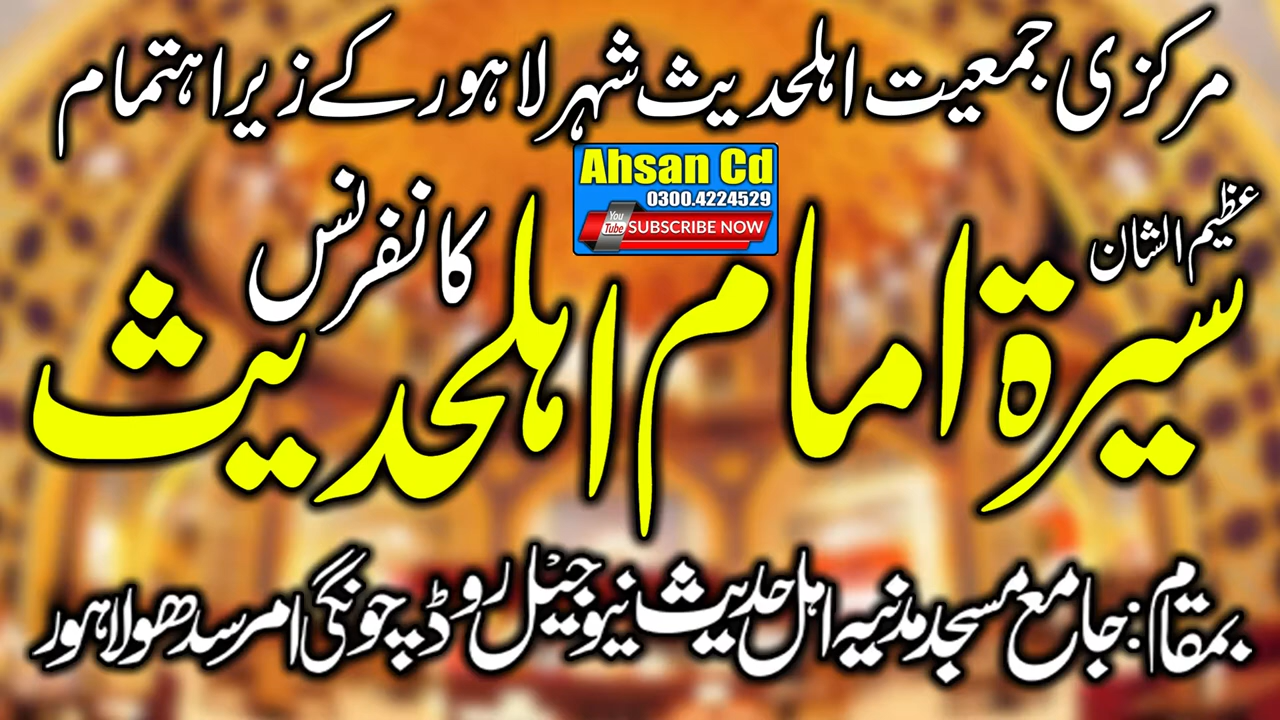 مرکزی جمعیت اہلحدیث شہر لاہور کے زیر اہتمام
Ahsan Cd
0300.4224529
You Tube SUBSCRIBE NOW
عظیم الشان
سیرۃ امام اہلحدیث کانفرنس
بمقام: جامع مسجد مدنیہ اہل حدیث نیو جیل روڈ چونگی امرسدھو لاہور